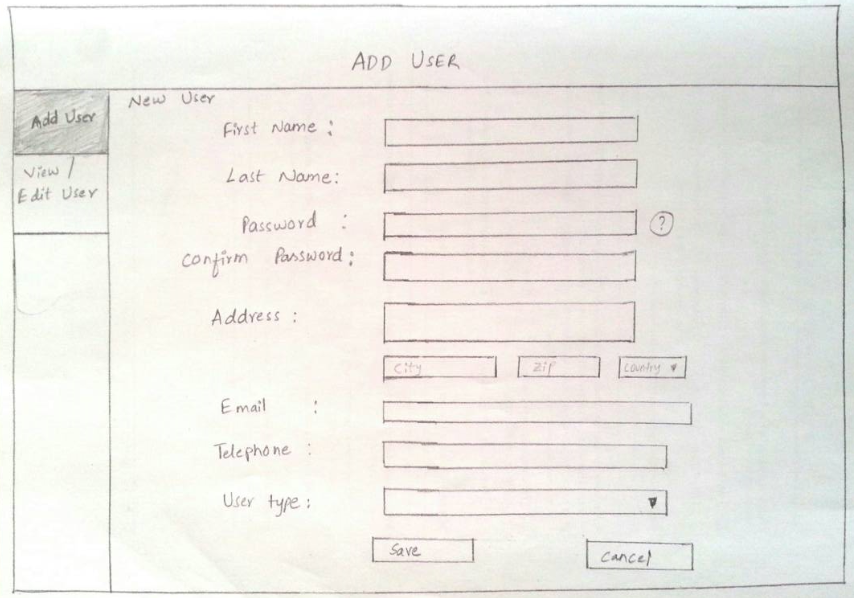 ADD USER
Add User
View /
Edit User
New User
First Name :
Last Name:
Password :
?
Confirm Password:
Address :
City
Zip
Country
Email :
Telephone :
User type:
Save
Cancel